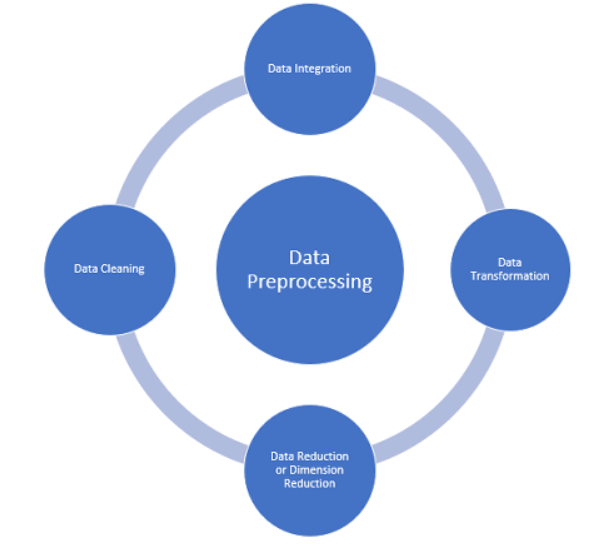 Data Integration
Data Cleaning
Data
Preprocessing
Data
Transformation
Data Reduction
or Dimension
Reduction